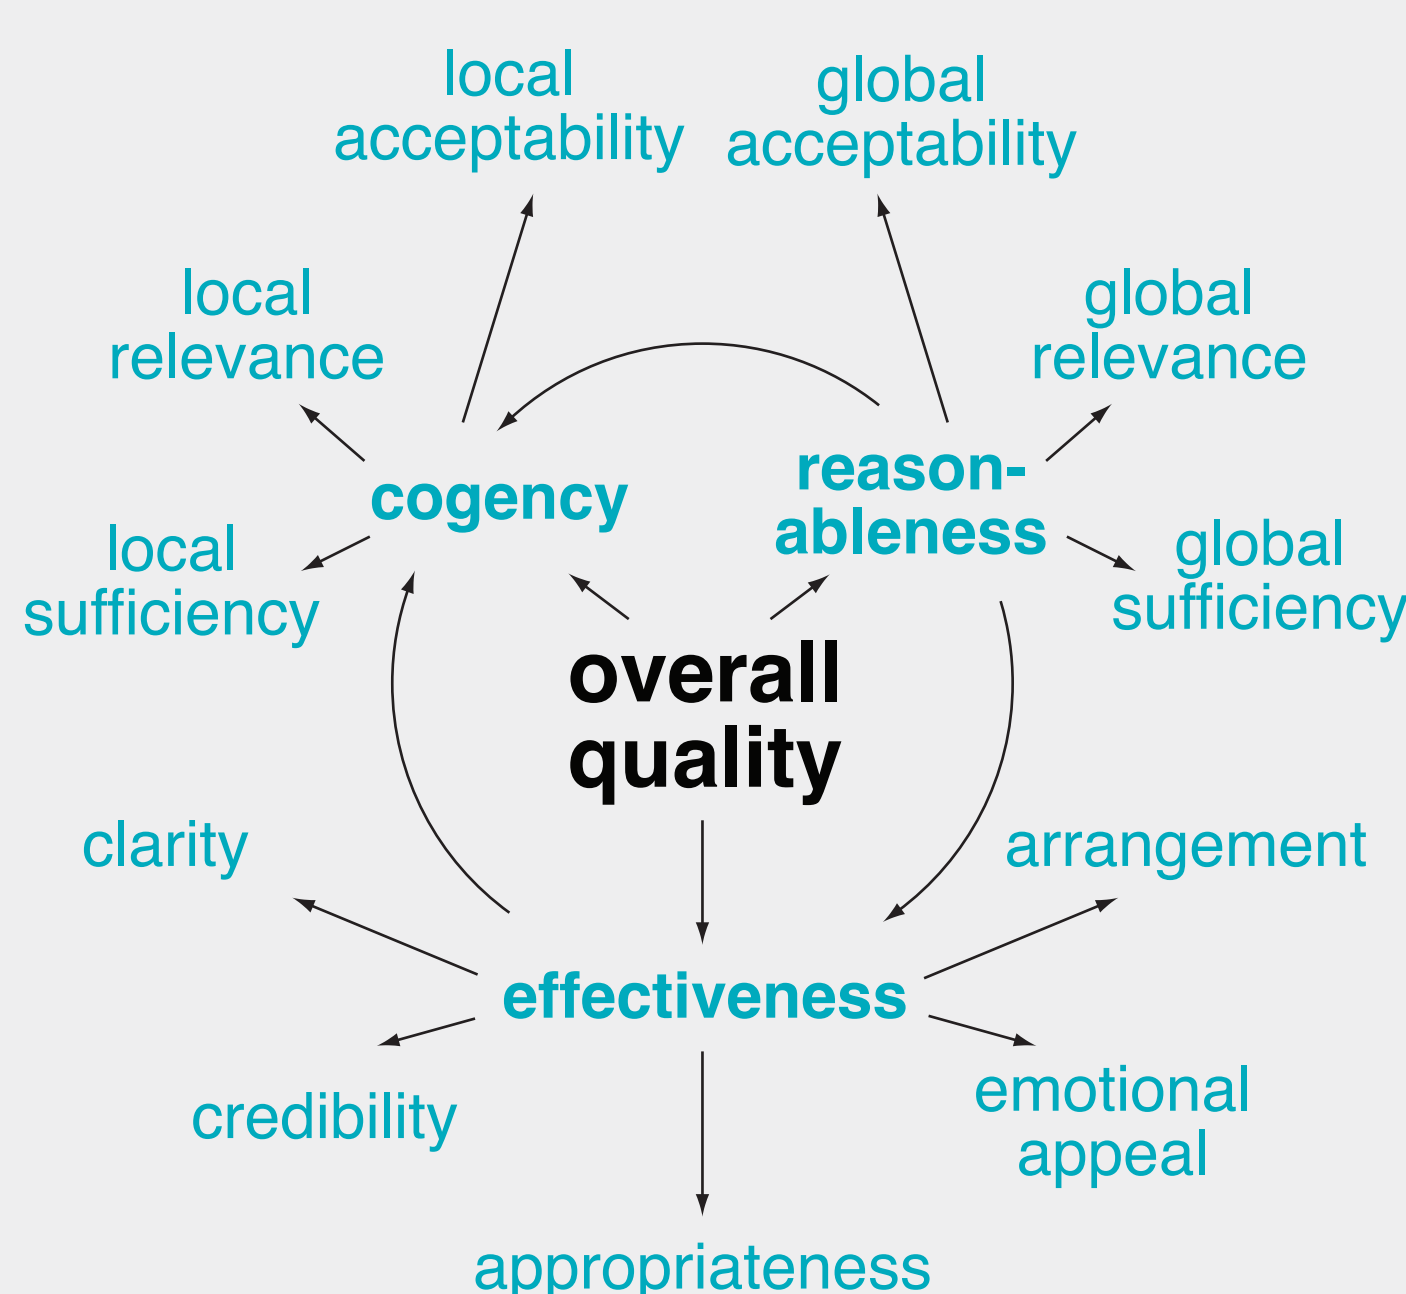 local
acceptability
global
acceptability
local
relevance
global
relevance
cogency
reason-
ableness
local
sufficiency
global
sufficiency
overall
quality
clarity
arrangement
effectiveness
credibility
emotional
appeal
appropriateness